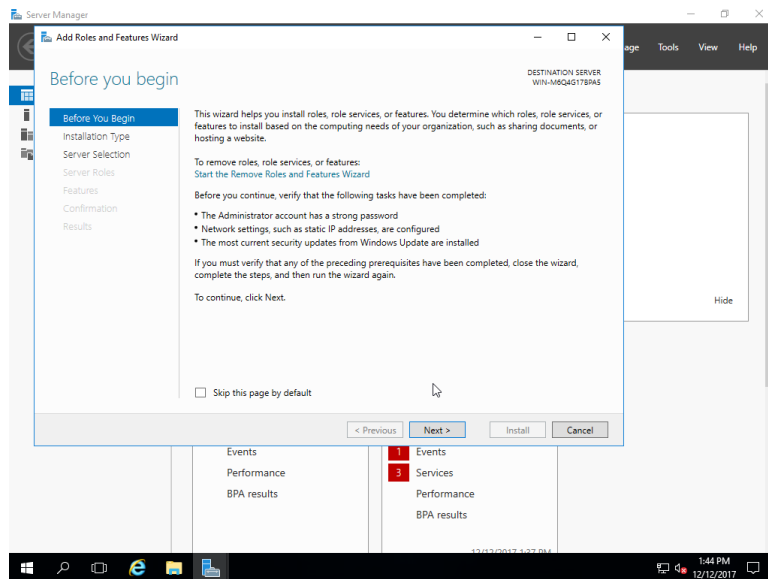 Server Manager
Add Roles and Features Wizard
Before you begin
DESTINATION SERVER
WIN-M6Q4G17BPAS
Before You Begin
Installation Type
Server Selection
Server Roles
Features
Confirmation
Results
This wizard helps you install roles, role services, or features. You determine which roles, role services, or
features to install based on the computing needs of your organization, such as sharing documents, or
hosting a website.
To remove roles, role services, or features:
Start the Remove Roles and Features Wizard
Before you continue, verify that the following tasks have been completed:
• The Administrator account has a strong password
• Network settings, such as static IP addresses, are configured
• The most current security updates from Windows Update are installed
If you must verify that any of the preceding prerequisites have been completed, close the wizard,
complete the steps, and then run the wizard again.
To continue, click Next.
Skip this page by default
< Previous
Next >
Install
Cancel
age
Tools
View
Help
Hide
Events
Performance
BPA results
1 Events
3 Services
Performance
BPA results
12/12/2017 1:37 PM
1:44 PM
12/12/2017